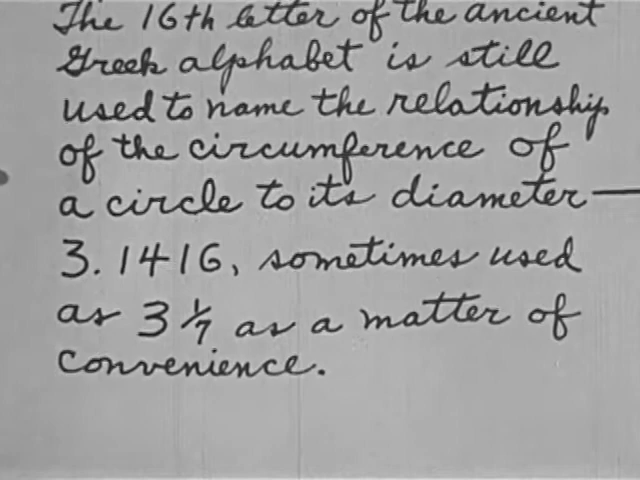 The 16th letter of the ancient
Greek alphabet is still
used to name the relationship
of the circumference of
a circle to its diameter—
3.1416, sometimes used
as 3 1/7 as a matter of
convenience.